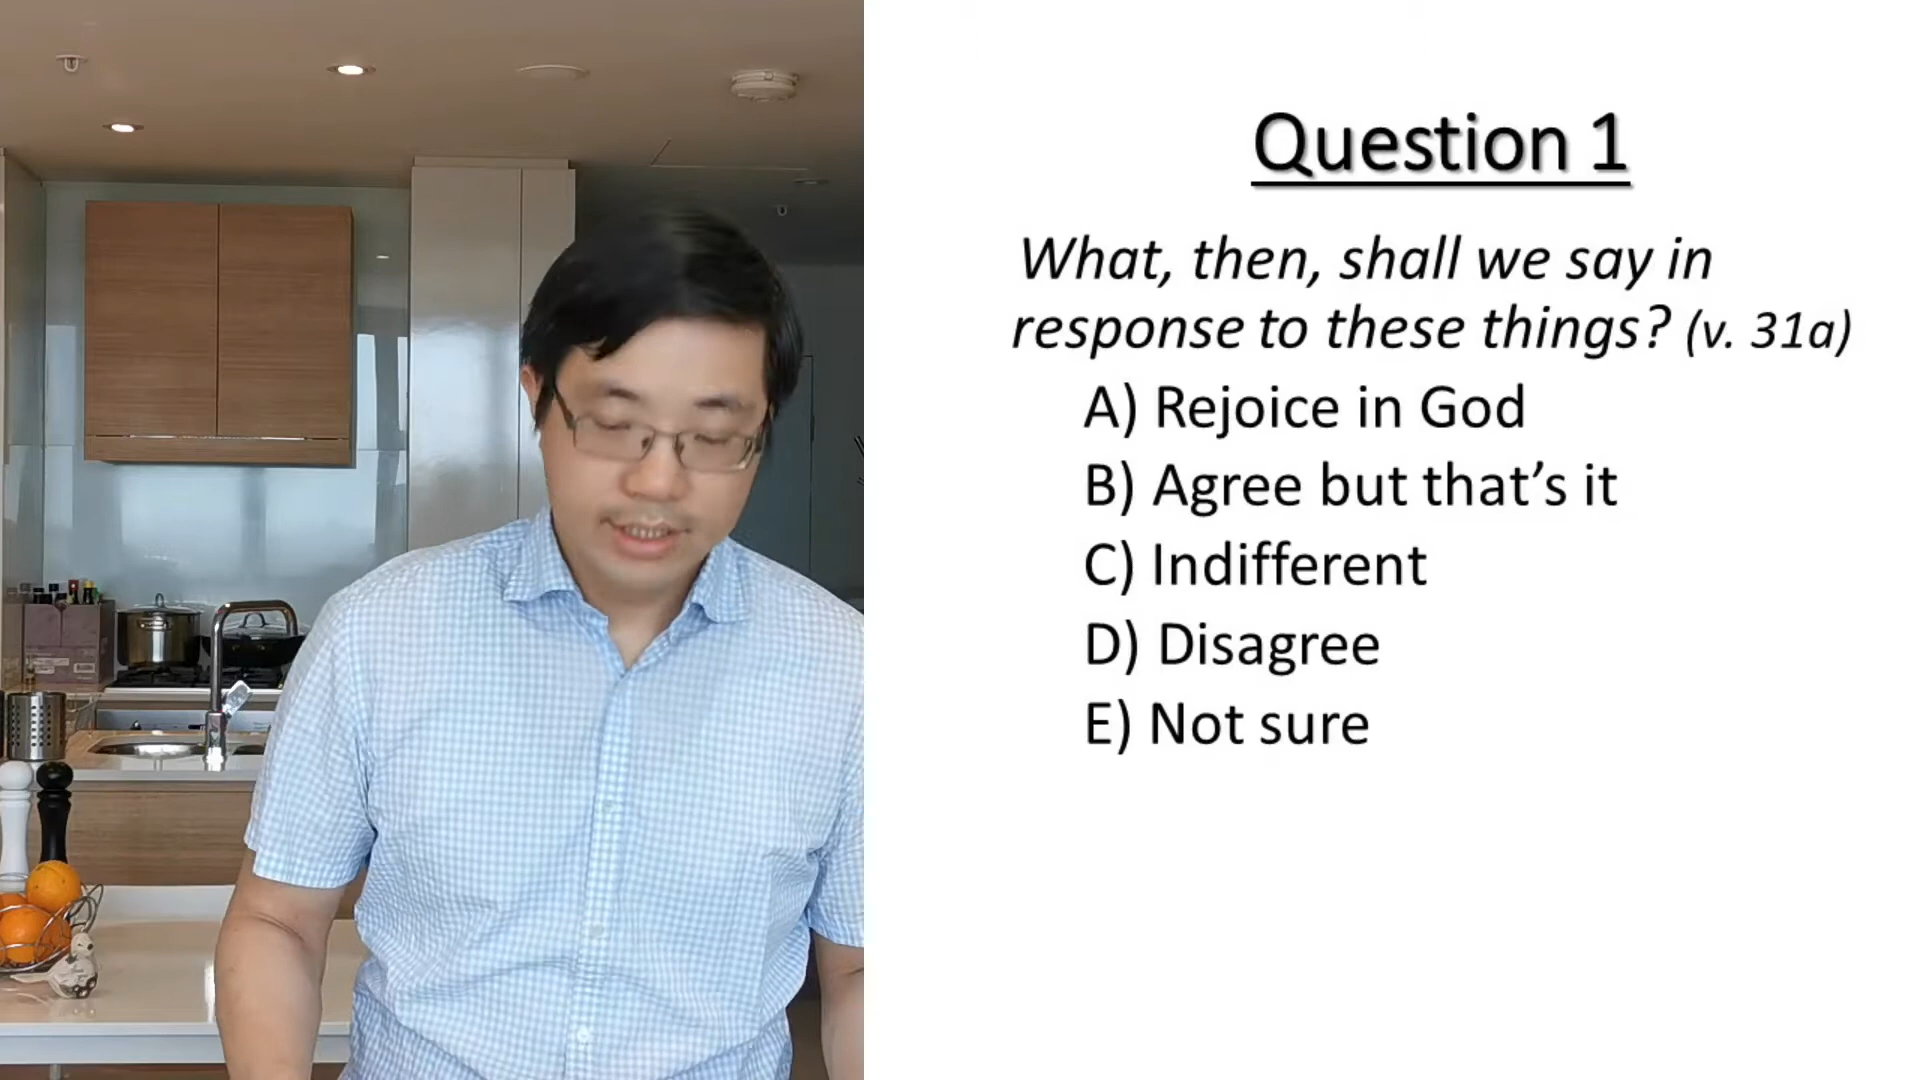 Question 1
What, then, shall we say in
response to these things? (v. 31a)
A) Rejoice in God
B) Agree but that’s it
C) Indifferent
D) Disagree
E) Not sure